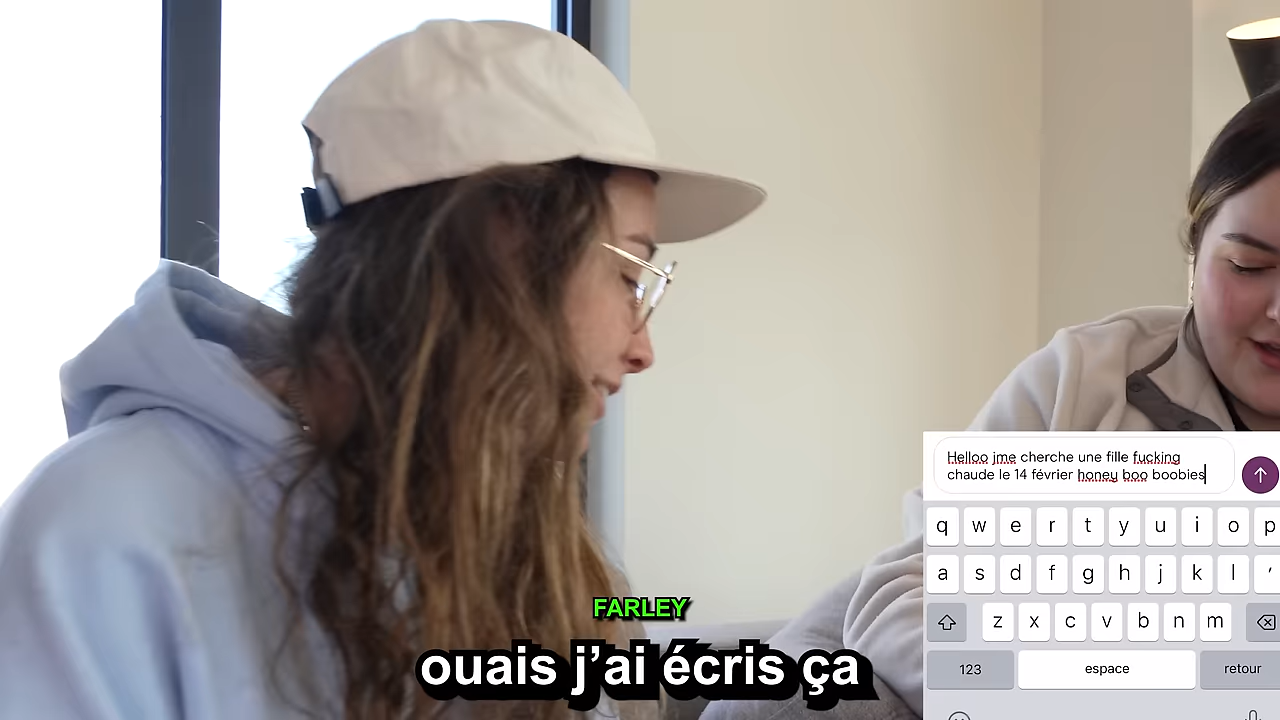 Helloo jme cherche une fille fucking
chaude le 14 février honey boo boobies
q w e r t y u i o p
a s d f g h j k l ‘
z x c v b n m
123 espace retour
FARLEY
ouais j’ai écris ça